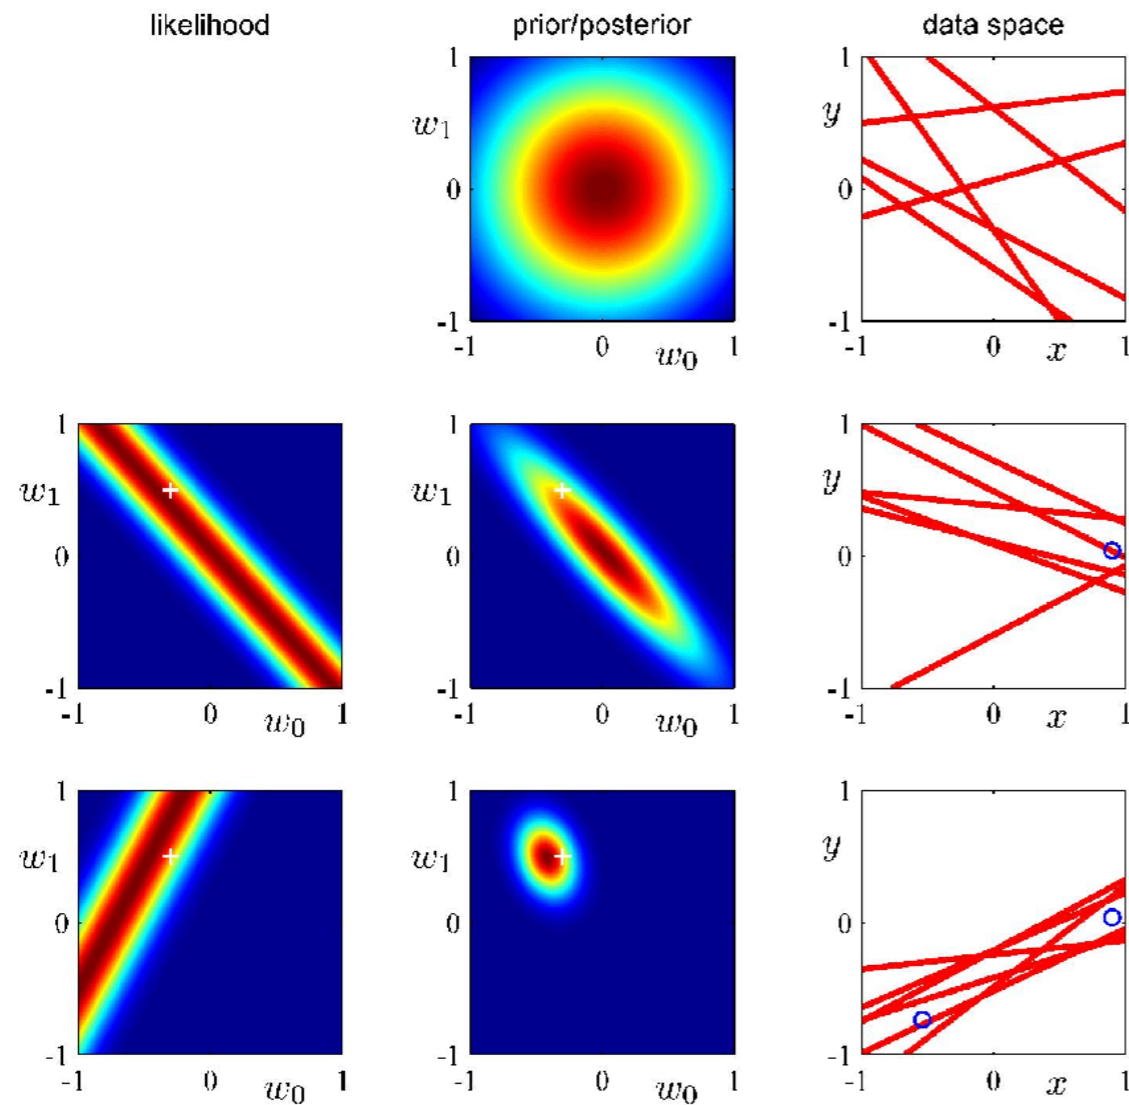 likelihood prior/posterior data space
1 1
w₁ y
0 0
-1 -1
-1 0 w₀ 1 -1 0 x 1
1 1 1
w₁ w₁ y
0 0 0
-1 -1 -1
-1 0 w₀ 1 -1 0 w₀ 1 -1 0 x 1
1 1 1
w₁ w₁ y
0 0 0
-1 -1 -1
-1 0 w₀ 1 -1 0 w₀ 1 -1 0 x 1